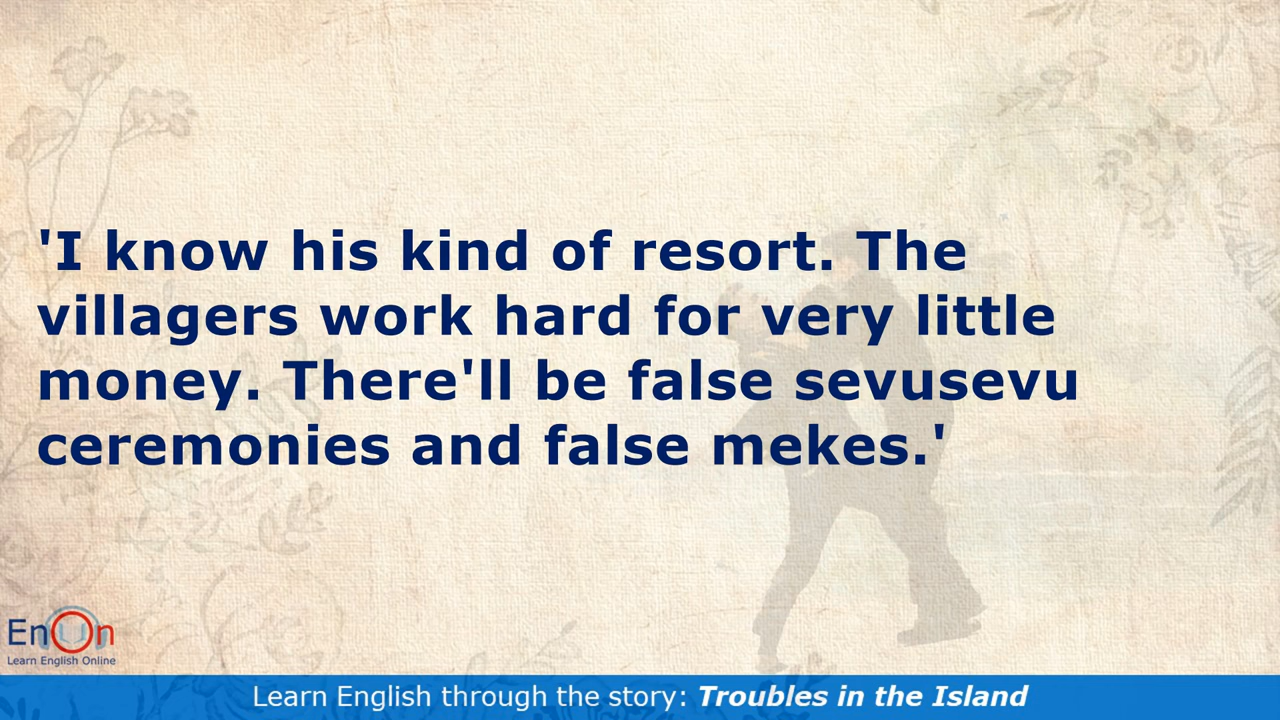 'I know his kind of resort. The
villagers work hard for very little
money. There'll be false sevusevu
ceremonies and false mekes.'
EnOn
Learn English Online
Learn English through the story: Troubles in the Island